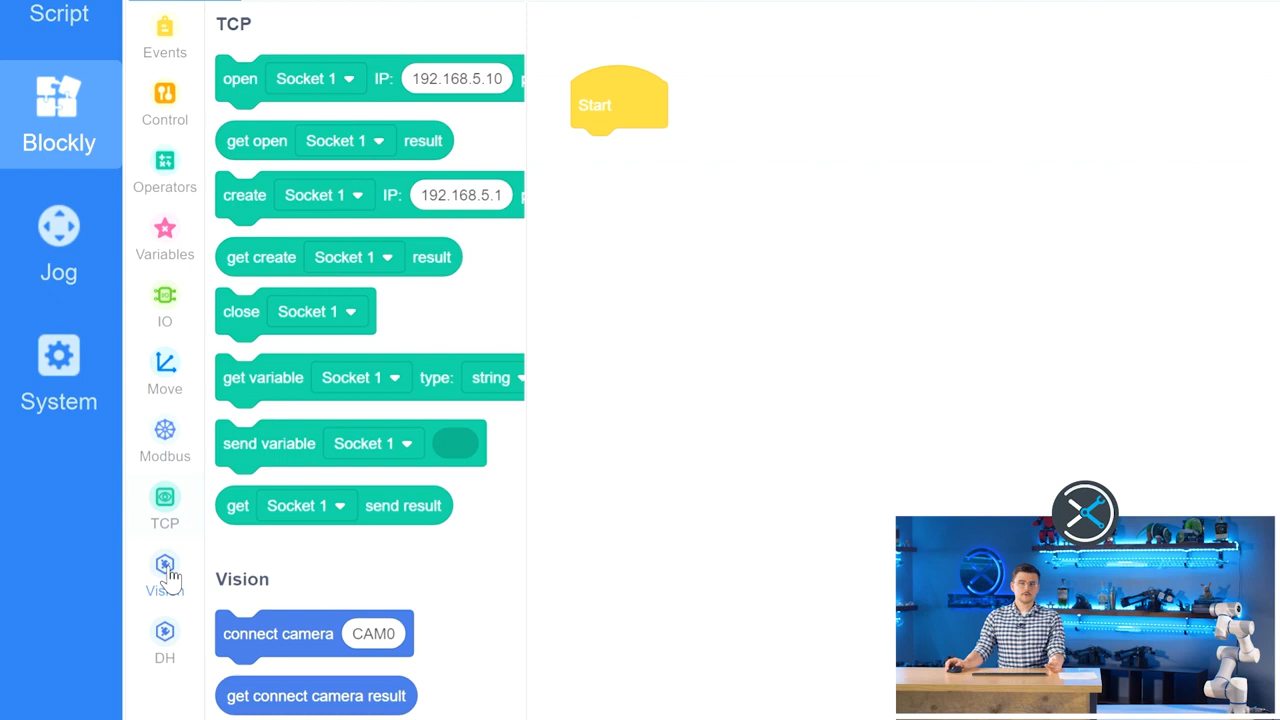 Script
Blockly
Jog
System
Events
Control
Operators
Variables
IO
Move
Modbus
TCP
Vision
DH
TCP
open Socket 1 IP: 192.168.5.10
get open Socket 1 result
create Socket 1 IP: 192.168.5.1
get create Socket 1 result
close Socket 1
get variable Socket 1 type: string
send variable Socket 1
get Socket 1 send result
Vision
connect camera CAM0
get connect camera result
Start